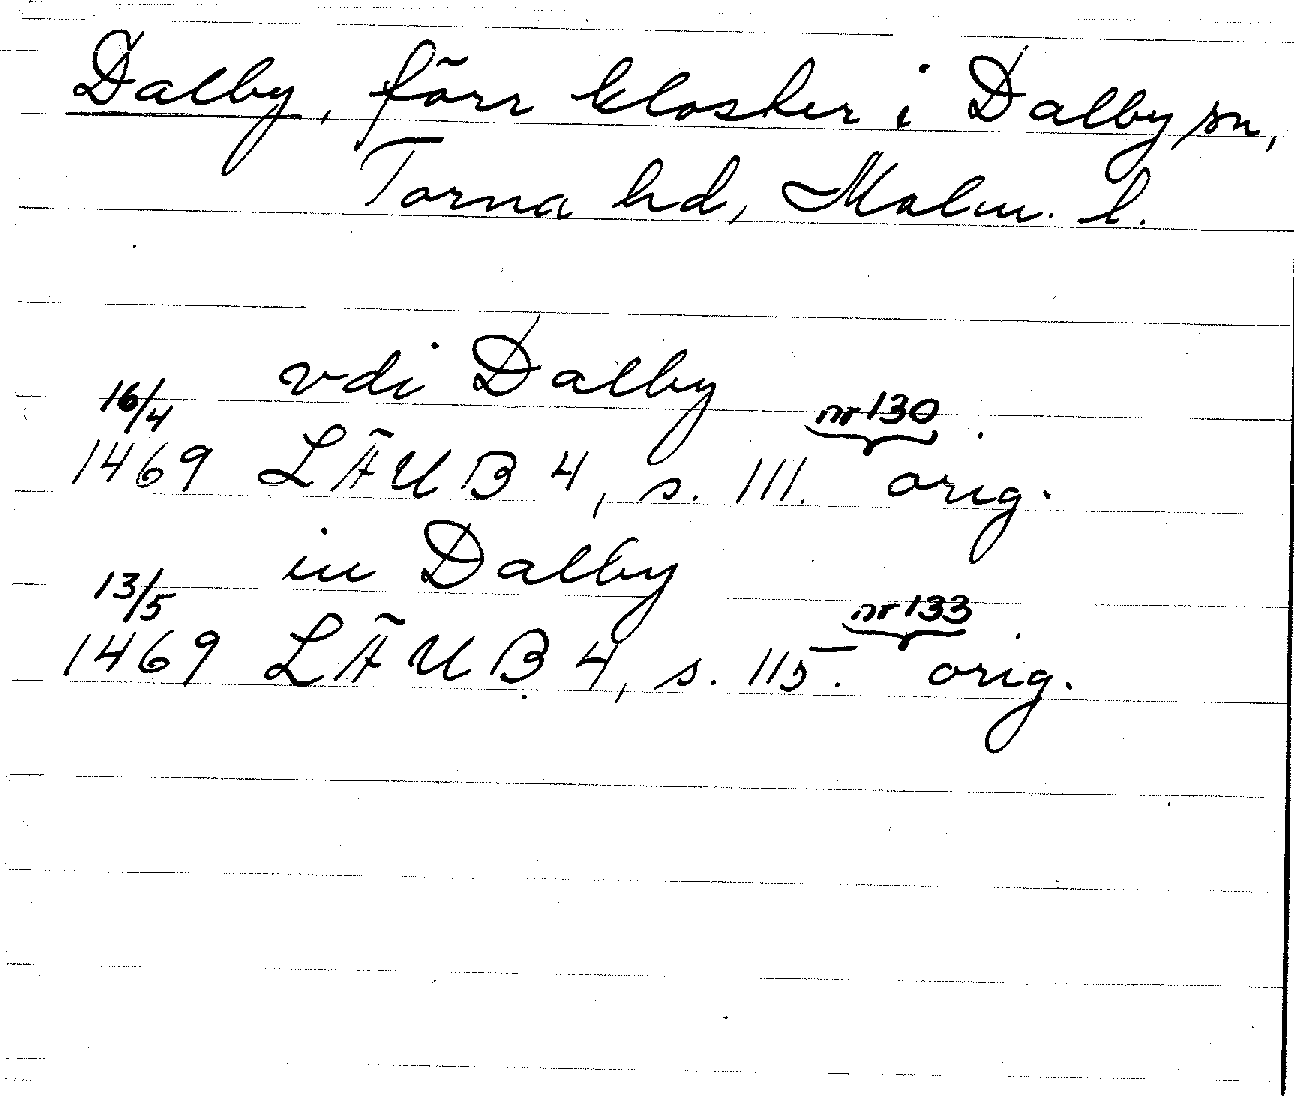 Dalby, förr kloster i Dalby sn,
Torna hd, Malm. l.
vdi Dalby
16/4 nr 130
1469 LÄUB 4, s. 111. orig.
in Dalby
13/5 nr 133
1469 LÄUB 4, s. 115. orig.